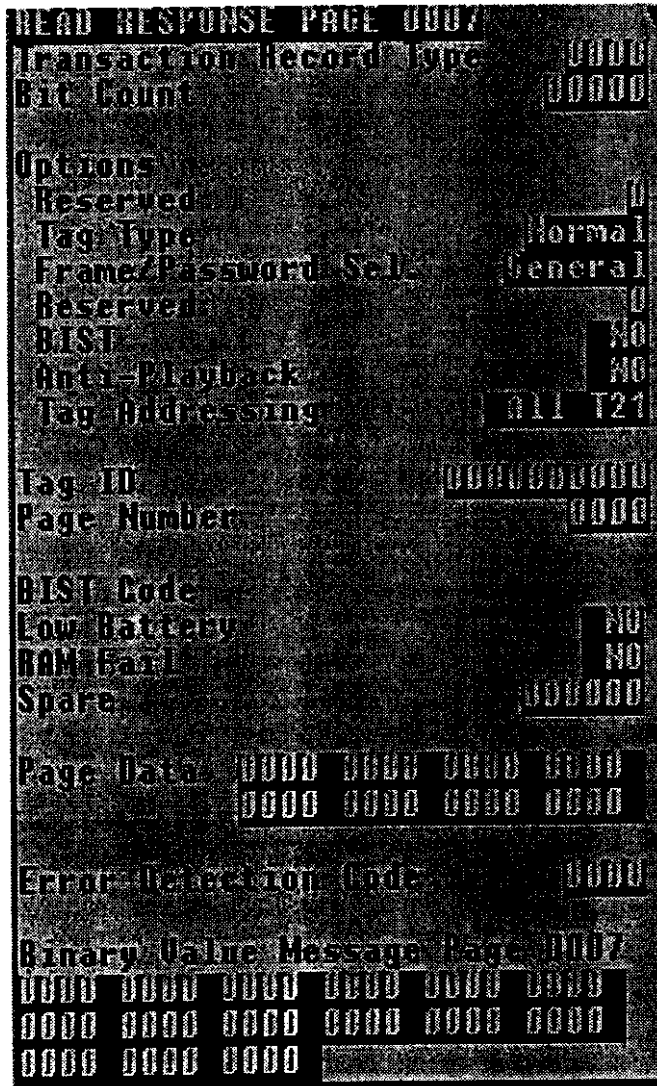 READ RESPONSE PAGE 0007
Transaction Record Type 0000
Bit Count 00000
Options
Reserved 0
Tag Type Normal
Frame/Password Sel. General
Reserved 0
BIST NO
Anti-Playback NO
Tag Addressing all T21
Tag ID 0000000000
Page Number 0000
BIST Code
Low Battery NO
RAM Fail NO
Spare 000000
Page Data 0000 0000 0000 0000
0000 0000 0000 0000
Error Detection Code 0000
Binary Value Message Page 0007
0000 0000 0000 0000 0000 0000
0000 0000 0000 0000 0000 0000
0000 0000 0000